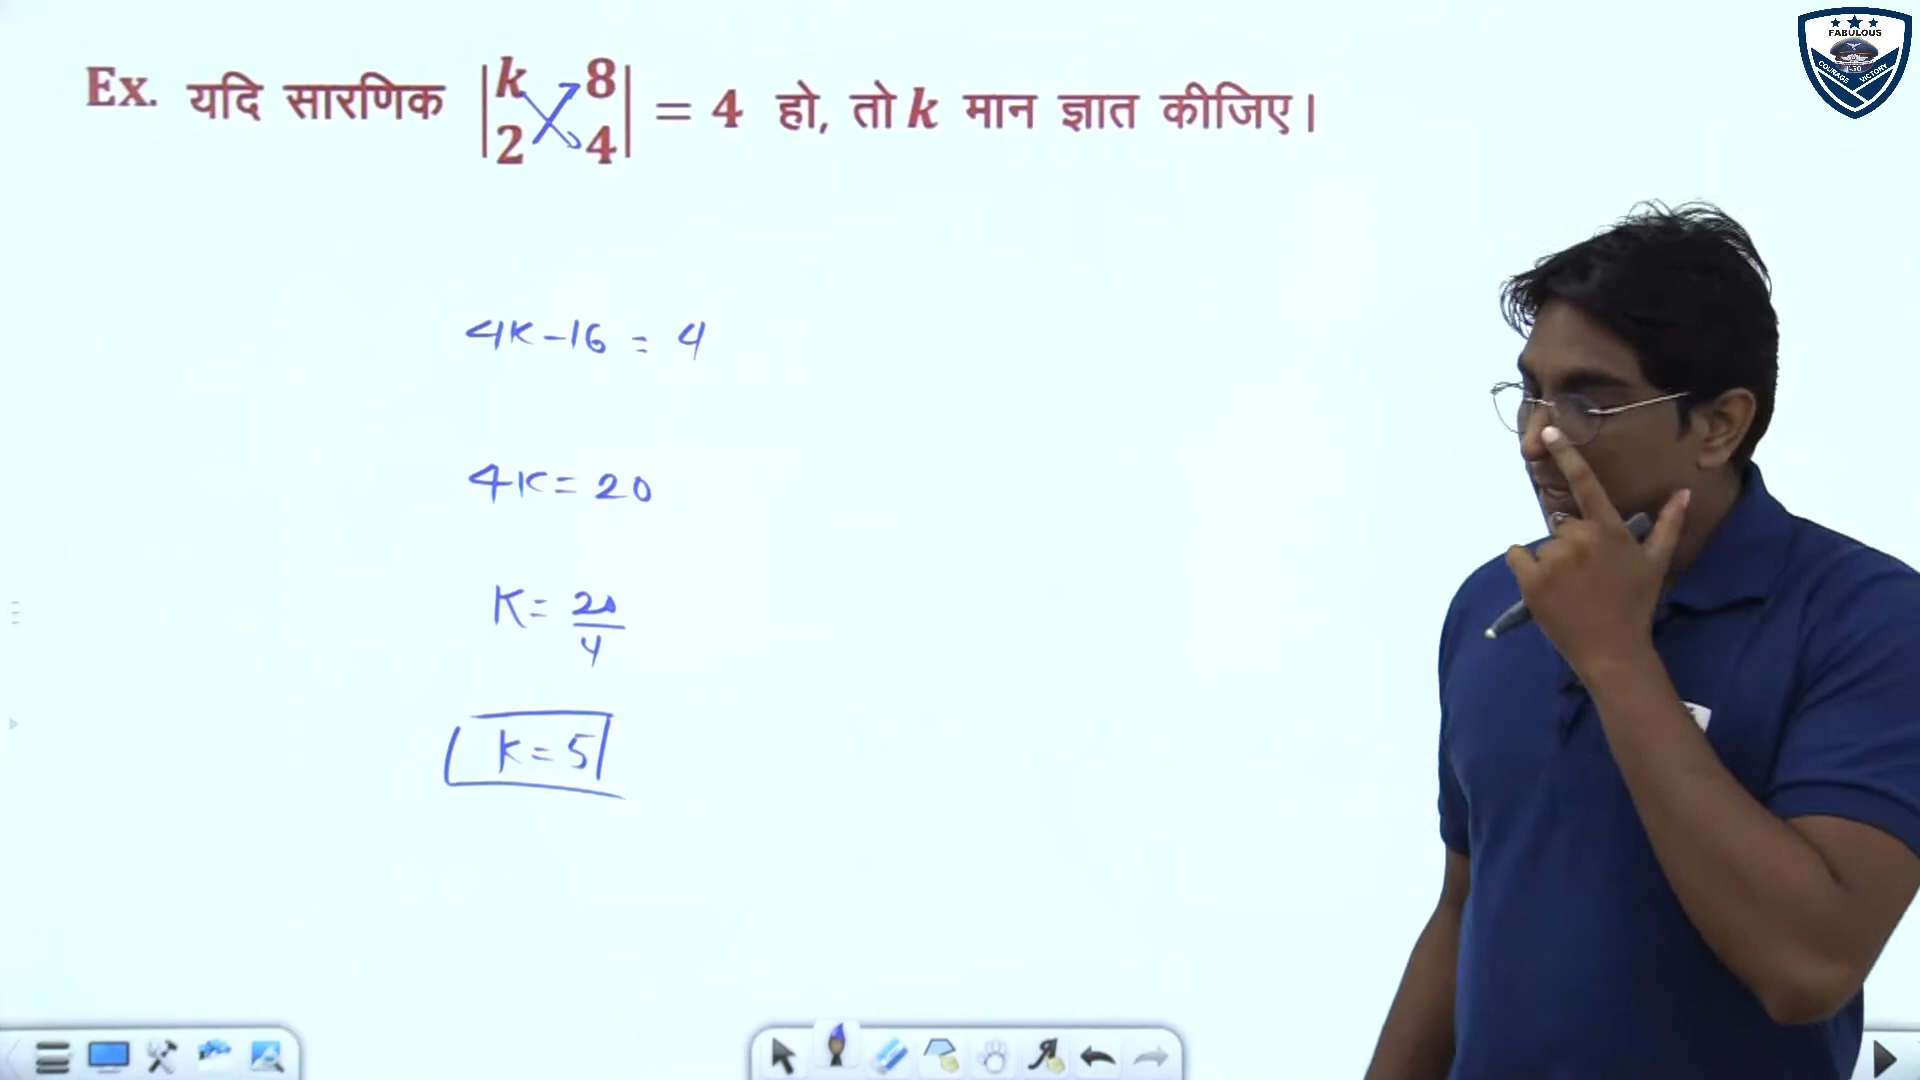 Ex. यदि सारणिक |k 8| = 4 हो, तो k मान ज्ञात कीजिए।
|2 4|
4K-16 = 4
4K = 20
K = 20/4
K = 5
FABULOUS
COURAGE VICTORY